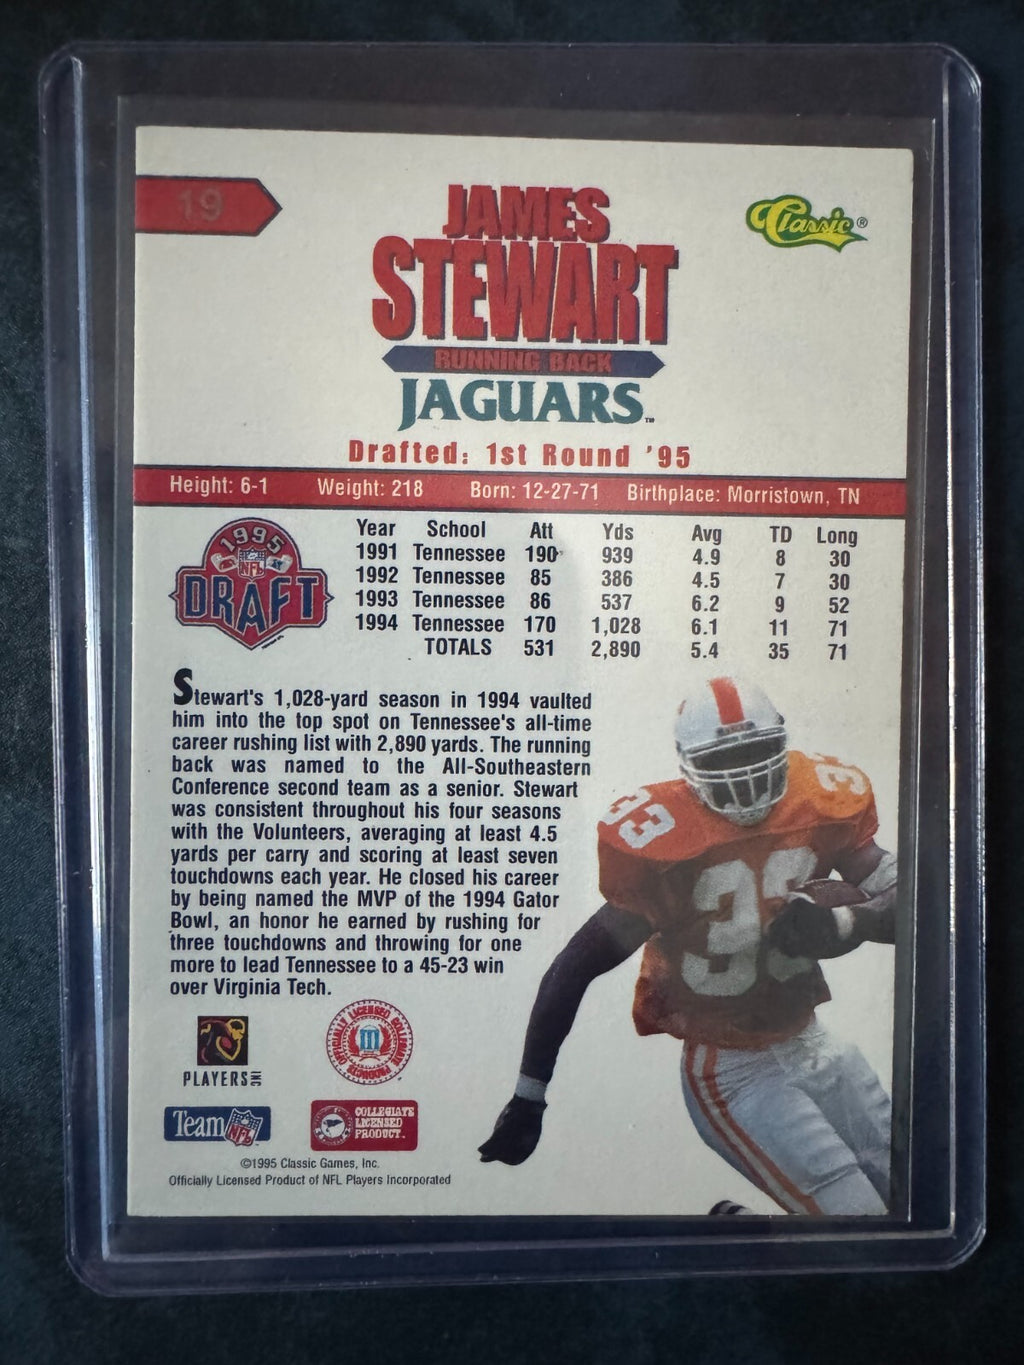 19
JAMES
STEWART
Classic®
RUNNING BACK
JAGUARS™
Drafted: 1st Round '95
Height: 6-1 Weight: 218 Born: 12-27-71 Birthplace: Morristown, TN
1995
NFL
DRAFT
Year School Att Yds Avg TD Long
1991 Tennessee 190 939 4.9 8 30
1992 Tennessee 85 386 4.5 7 30
1993 Tennessee 86 537 6.2 9 52
1994 Tennessee 170 1,028 6.1 11 71
TOTALS 531 2,890 5.4 35 71
Stewart's 1,028-yard season in 1994 vaulted
him into the top spot on Tennessee's all-time
career rushing list with 2,890 yards. The running
back was named to the All-Southeastern
Conference second team as a senior. Stewart
was consistent throughout his four seasons
with the Volunteers, averaging at least 4.5
yards per carry and scoring at least seven
touchdowns each year. He closed his career
by being named the MVP of the 1994 Gator
Bowl, an honor he earned by rushing for
three touchdowns and throwing for one
more to lead Tennessee to a 45-23 win
over Virginia Tech.
33
33
33
PLAYERS INC
OFFICIALLY LICENSED COLLEGIATE PRODUCTS
Team NFL
COLLEGIATE
LICENSED
PRODUCT
©1995 Classic Games, Inc.
Officially Licensed Product of NFL Players Incorporated